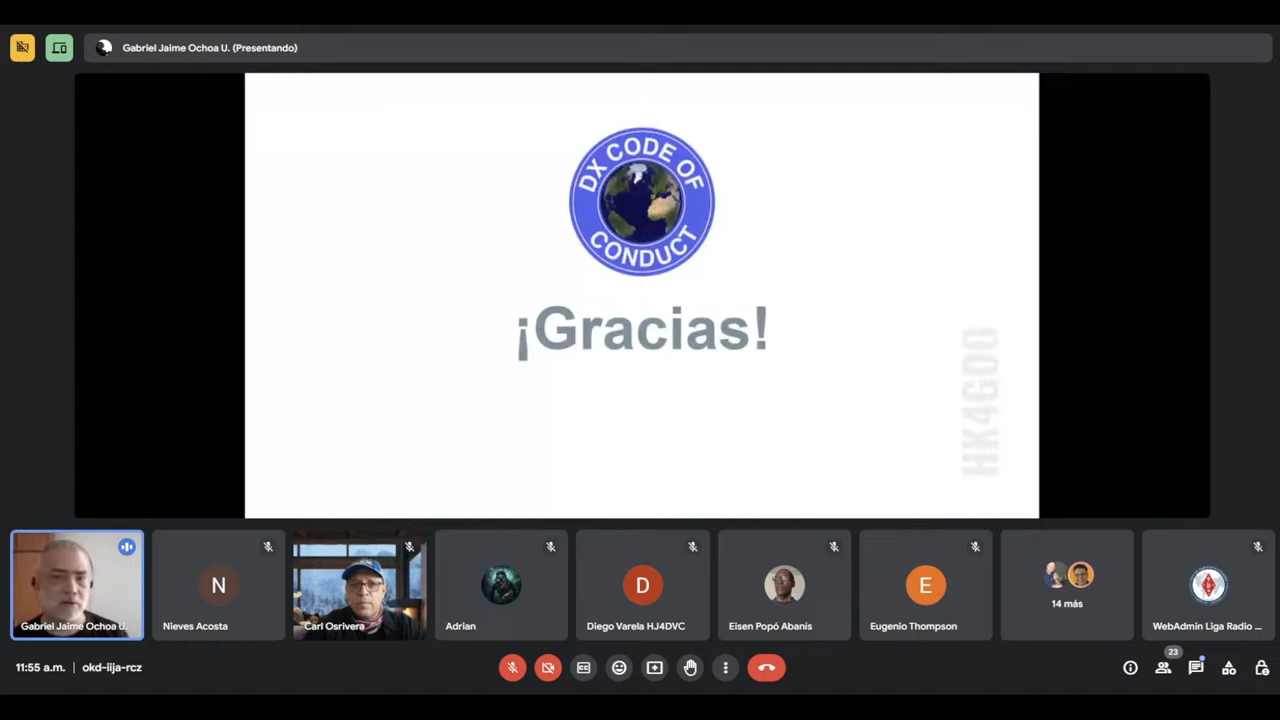 Gabriel Jaime Ochoa U. (Presentando)
DX CODE OF
CONDUCT
¡Gracias!
HK4GOO
Gabriel Jaime Ochoa U.
N
Nieves Acosta
Carl Osrivera
Adrian
D
Diego Varela HJ4DVC
Eisen Popó Abanís
E
Eugenio Thompson
14 más
WebAdmin Liga Radio ...
11:55 a.m. | okd-iija-rcz
23